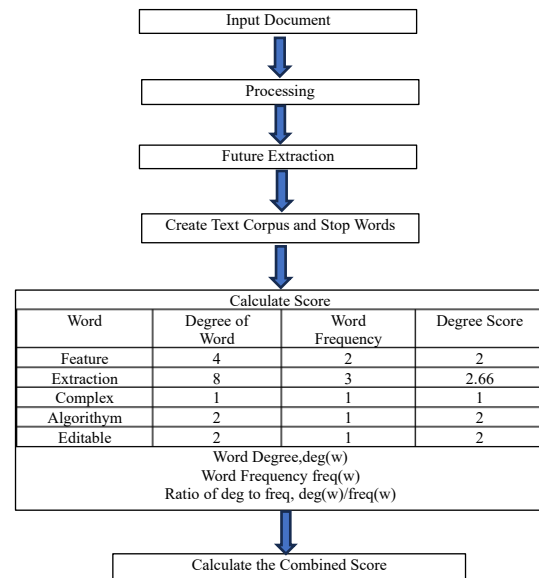 Input Document
Processing
Future Extraction
Create Text Corpus and Stop Words
Calculate Score
Word Degree of Word Word Frequency Degree Score
Feature 4 2 2
Extraction 8 3 2.66
Complex 1 1 1
Algorithym 2 1 2
Editable 2 1 2
Word Degree,deg(w)
Word Frequency freq(w)
Ratio of deg to freq, deg(w)/freq(w)
Calculate the Combined Score